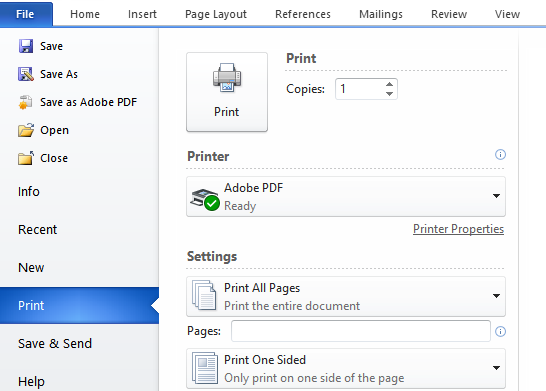 File Home Insert Page Layout References Mailings Review View
Save
Save As
Save as Adobe PDF
Open
Close
Info
Recent
New
Print
Save & Send
Help
Print
Print
Copies: 1
Printer
Adobe PDF
Ready
Printer Properties
Settings
Print All Pages
Print the entire document
Pages:
Print One Sided
Only print on one side of the page